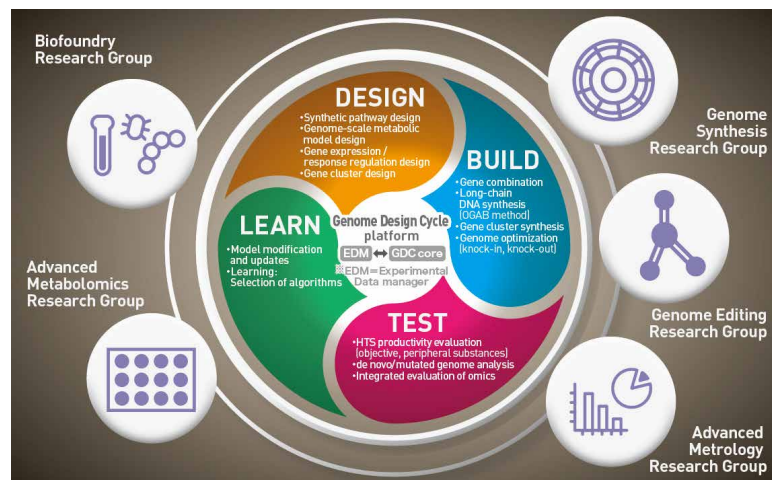 Biofoundry
Research Group
DESIGN
•Synthetic pathway design
•Genome-scale metabolic
model design
•Gene expression /
response regulation design
•Gene cluster design
BUILD
•Gene combination
•Long-chain
DNA synthesis
(OGAB method)
•Gene cluster synthesis
•Genome optimization
(knock-in, knock-out)
Genome
Synthesis
Research Group
LEARN
•Model modification
and updates
•Learning:
Selection of algorithms
Genome Design Cycle
platform
EDM ↔ GDC core
※EDM=Experimental
Data manager
Advanced
Metabolomics
Research Group
TEST
•HTS productivity evaluation
(objective, peripheral substances)
•de novo/mutated genome analysis
•Integrated evaluation of omics
Genome Editing
Research Group
Advanced
Metrology
Research Group